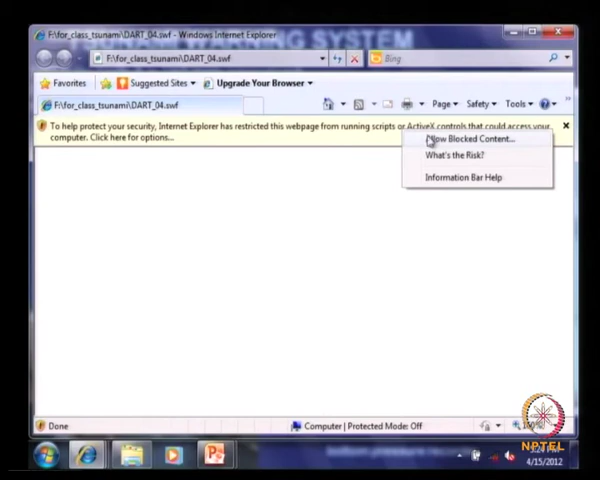 F:\for_class_tsunami\DART_04.swf - Windows Internet Explorer
F:\for_class_tsunami\DART_04.swf
Bing
Favorites
Suggested Sites
Upgrade Your Browser
F:\for_class_tsunami\DART_04.swf
Page
Safety
Tools
To help protect your security, Internet Explorer has restricted this webpage from running scripts or ActiveX controls that could access your
computer. Click here for options...
Allow Blocked Content...
What's the Risk?
Information Bar Help
Done
Computer | Protected Mode: Off
NPTEL
4/15/2012